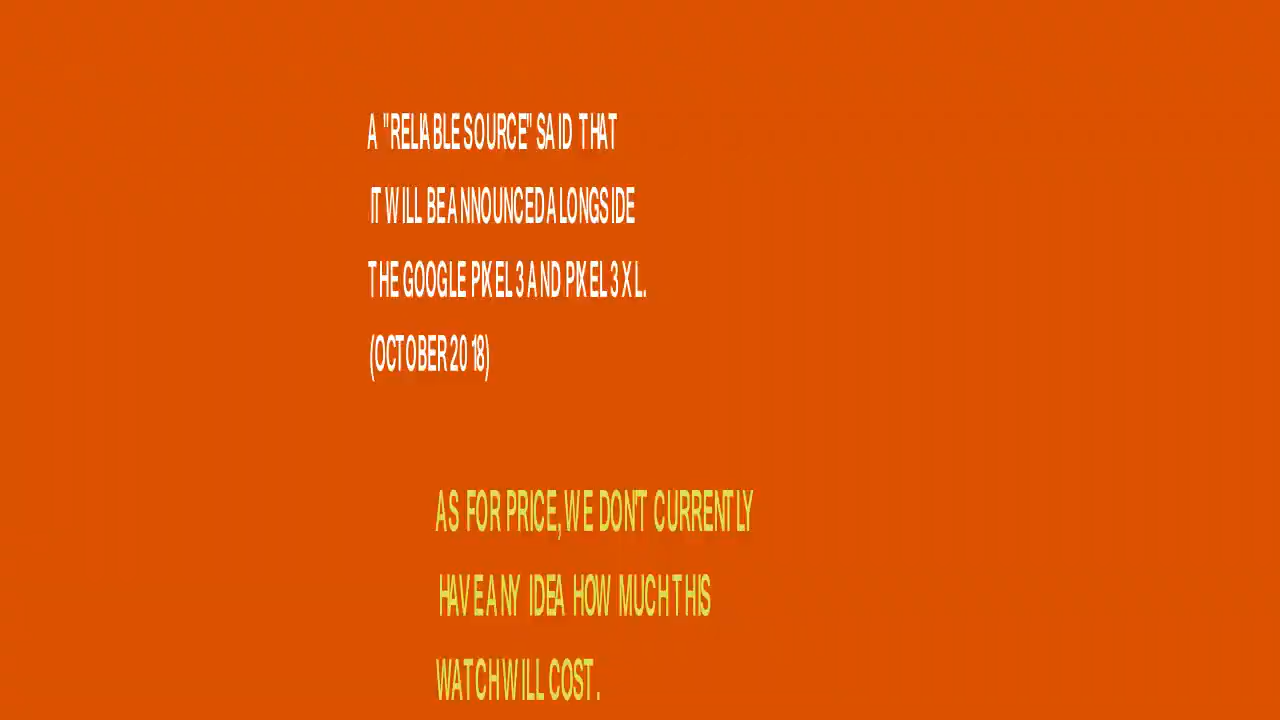 A "RELIABLE SOURCE" SAID THAT
IT WILL BE ANNOUNCED ALONGSIDE
THE GOOGLE PIXEL 3 AND PIXEL 3 XL.
(OCTOBER 2018)
AS FOR PRICE, WE DON'T CURRENTLY
HAVE ANY IDEA HOW MUCH THIS
WATCH WILL COST.